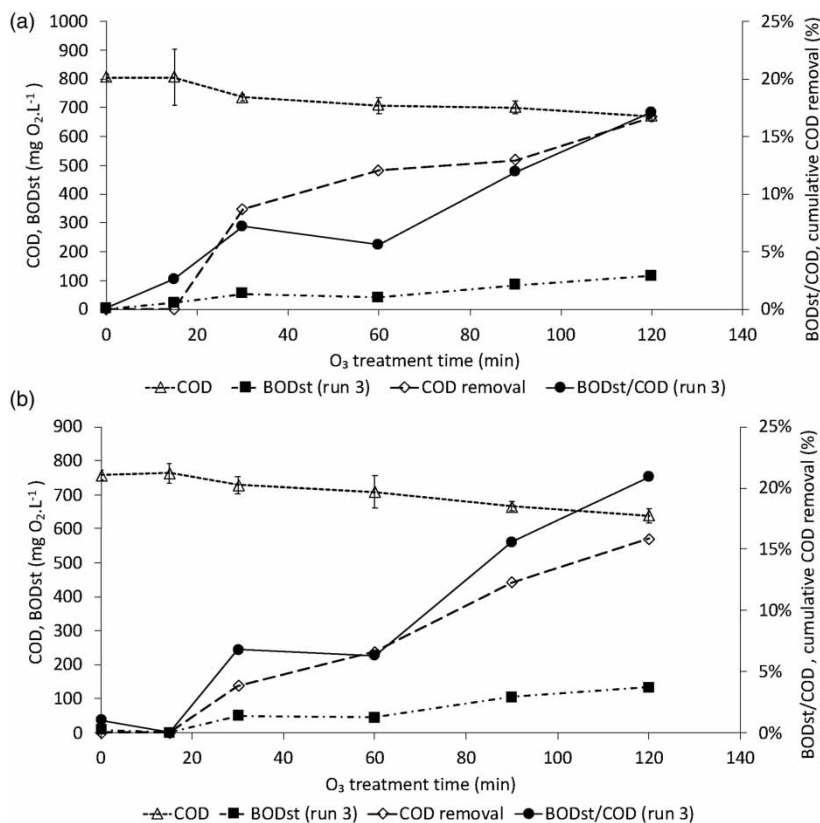 (a)
1000
900
800
700
600
500
400
300
200
100
0
COD, BODst (mg O₂.L⁻¹)
25%
20%
15%
10%
5%
0%
BODst/COD, cumulative COD removal (%)
0 20 40 60 80 100 120 140
O₃ treatment time (min)
COD BODst (run 3) COD removal BODst/COD (run 3)
(b)
900
800
700
600
500
400
300
200
100
0
COD, BODst (mg O₂.L⁻¹)
25%
20%
15%
10%
5%
0%
BODst/COD , cumulative COD removal (%)
0 20 40 60 80 100 120 140
O₃ treatment time (min)
COD BODst (run 3) COD removal BODst/COD (run 3)